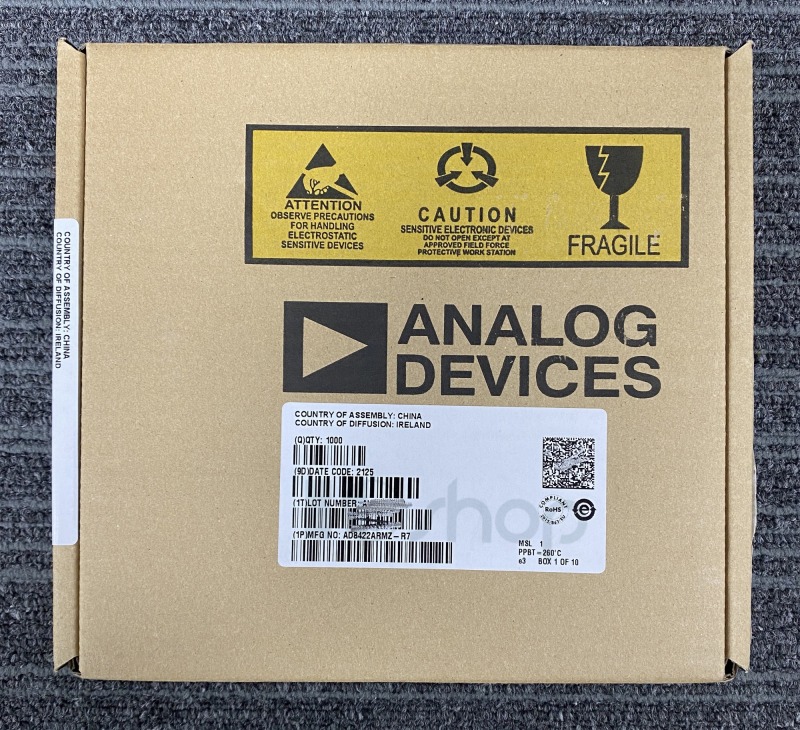 ATTENTION
OBSERVE PRECAUTIONS
FOR HANDLING
ELECTROSTATIC
SENSITIVE DEVICES
CAUTION
SENSITIVE ELECTRONIC DEVICES
DO NOT OPEN EXCEPT AT
APPROVED FIELD FORCE
PROTECTIVE WORK STATION
FRAGILE
ANALOG
DEVICES
COUNTRY OF ASSEMBLY: CHINA
COUNTRY OF DIFFUSION: IRELAND
COUNTRY OF ASSEMBLY: CHINA
COUNTRY OF DIFFUSION: IRELAND
(Q)QTY: 1000
(9D)DATE CODE: 2125
(1T)LOT NUMBER:
(1P)MFG NO: AD8422ARMZ-R7
COMPLIANT
RoHS
e
MSL 1
PPBT-260°C
e3 BOX 1 OF 10